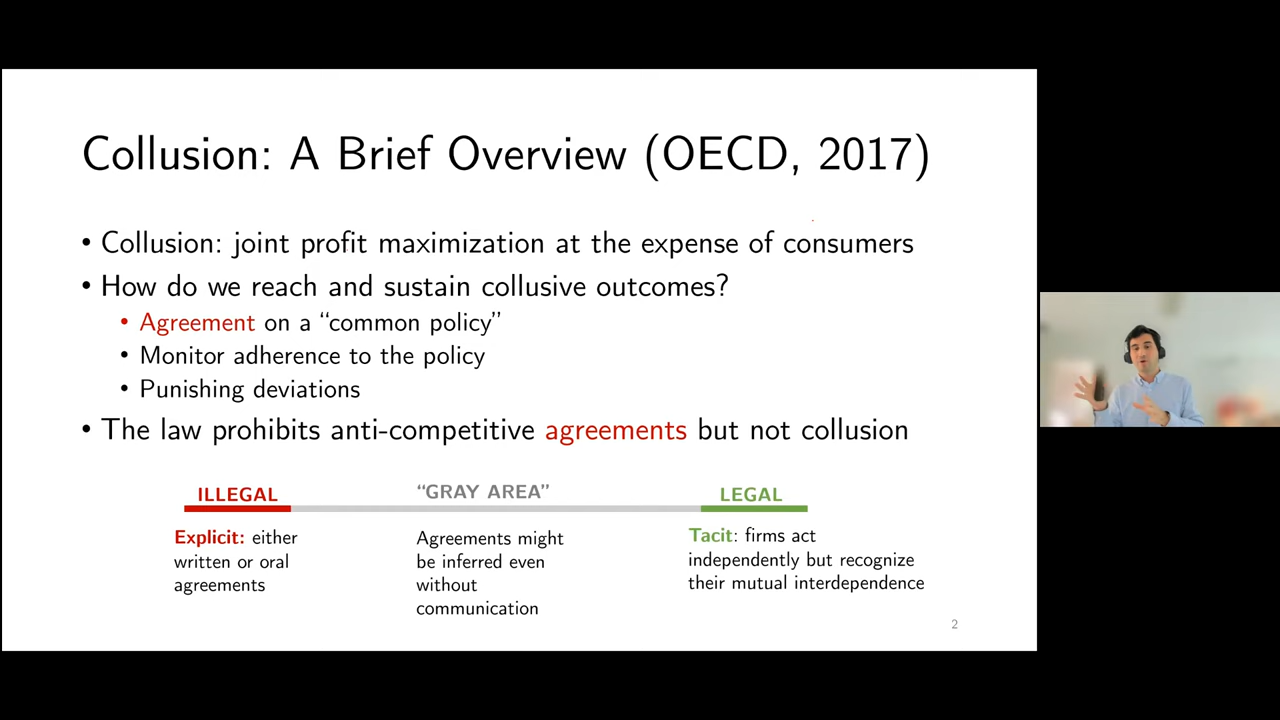 Collusion: A Brief Overview (OECD, 2017)
• Collusion: joint profit maximization at the expense of consumers
• How do we reach and sustain collusive outcomes?
• Agreement on a “common policy”
• Monitor adherence to the policy
• Punishing deviations
• The law prohibits anti-competitive agreements but not collusion
ILLEGAL
Explicit: either
written or oral
agreements
“GRAY AREA”
Agreements might
be inferred even
without
communication
LEGAL
Tacit: firms act
independently but recognize
their mutual interdependence
2